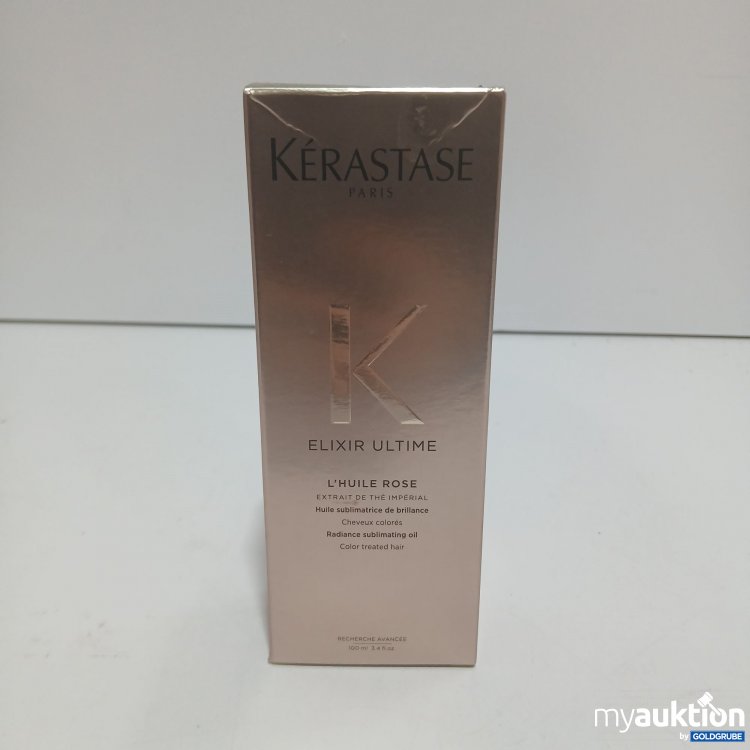 KÉRASTASE
PARIS
K
ELIXIR ULTIME
L'HUILE ROSE
EXTRAIT DE THÉ IMPÉRIAL
Huile sublimatrice de brillance
Cheveux colorés
Radiance sublimating oil
Color treated hair
RECHERCHE AVANCÉE
100 ml 3.4 fl.oz.
myauktion
by GOLDGRUBE